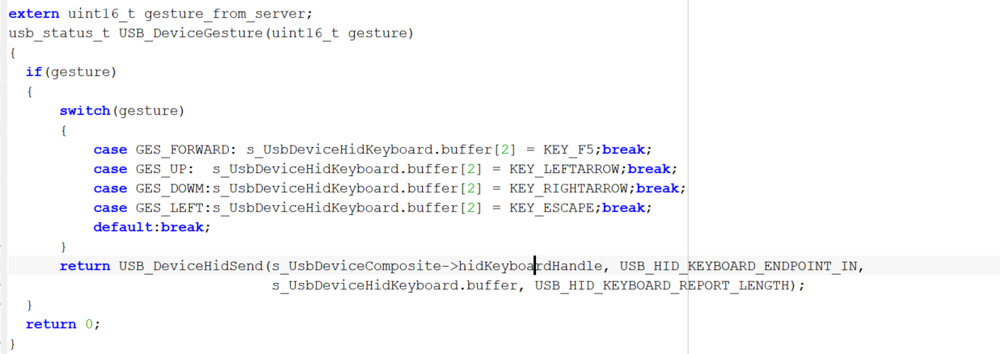 extern uint16_t gesture_from_server;
usb_status_t USB_DeviceGesture(uint16_t gesture)
{
if(gesture)
{
switch(gesture)
{
case GES_FORWARD: s_UsbDeviceHidKeyboard.buffer[2] = KEY_F5;break;
case GES_UP:  s_UsbDeviceHidKeyboard.buffer[2] = KEY_LEFTARROW;break;
case GES_DOWM:s_UsbDeviceHidKeyboard.buffer[2] = KEY_RIGHTARROW;break;
case GES_LEFT:s_UsbDeviceHidKeyboard.buffer[2] = KEY_ESCAPE;break;
default:break;
}
return USB_DeviceHidSend(s_UsbDeviceComposite->hidKeyboardHandle, USB_HID_KEYBOARD_ENDPOINT_IN,
s_UsbDeviceHidKeyboard.buffer, USB_HID_KEYBOARD_REPORT_LENGTH);
}
return 0;
}